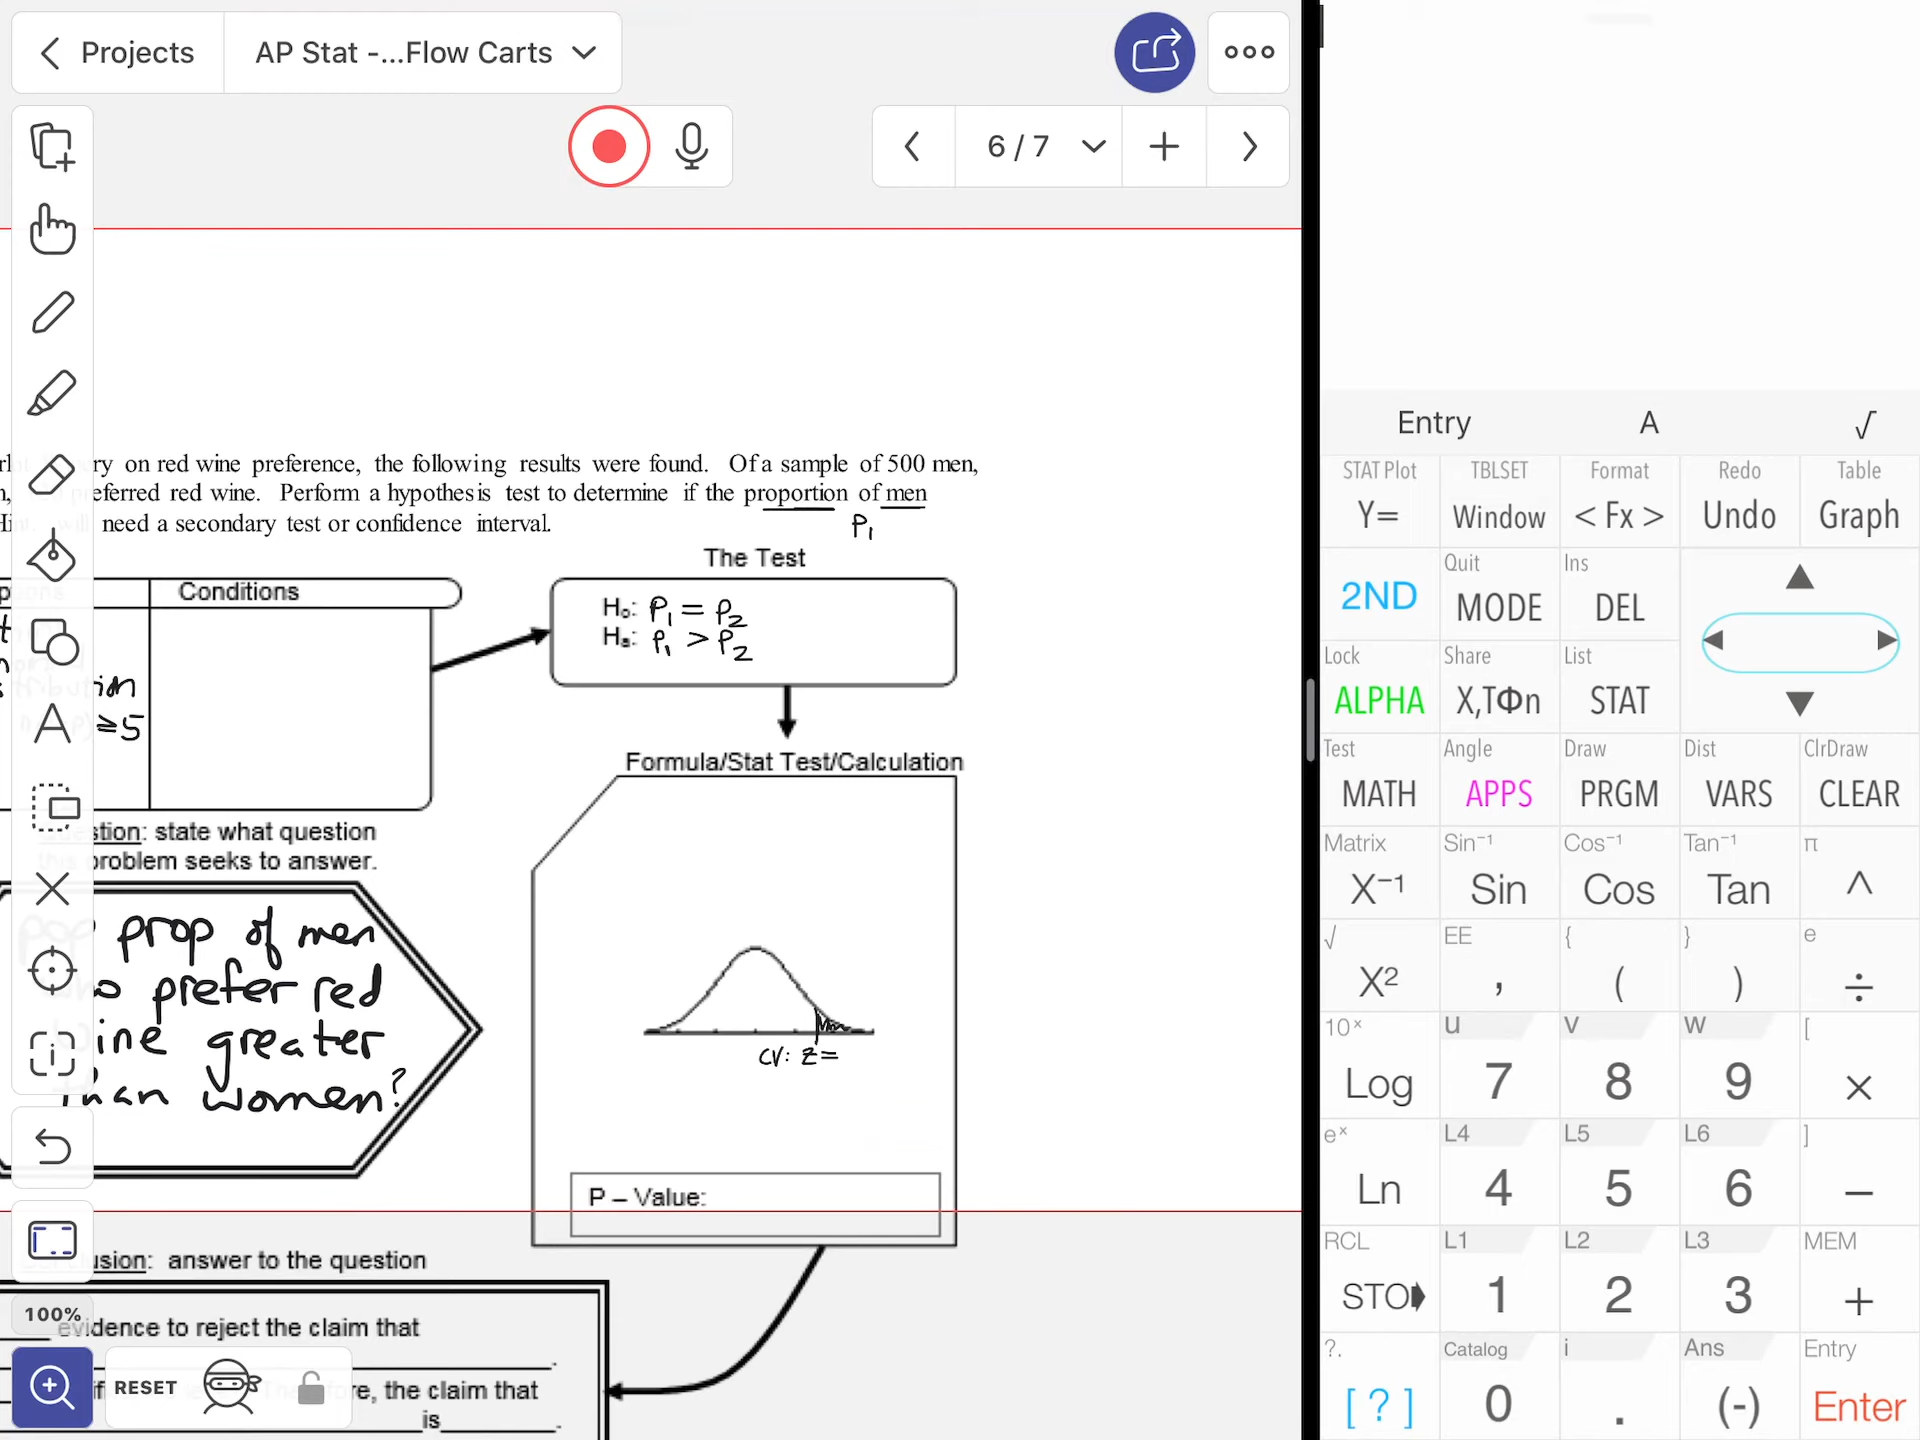 Projects
AP Stat -...Flow Carts
6 / 7
ry on red wine preference, the following results were found. Of a sample of 500 men,
eferred red wine. Perform a hypothesis test to determine if the proportion of men
will need a secondary test or confidence interval.
P₁
The Test
Conditions
H₀: P₁ = P₂
Hₐ: P₁ > P₂
≥5
Formula/Stat Test/Calculation
stion: state what question
this problem seeks to answer.
pop prop of men
prefer red
wine greater
than women?
CV: z=
P – Value:
Conclusion: answer to the question
evidence to reject the claim that
re, the claim that
is
100%
RESET
Entry A √
STAT Plot TBLSET Format Redo Table
Y= Window < Fx > Undo Graph
Quit Ins
2ND MODE DEL
Lock Share List
ALPHA X,TΦn STAT
Test Angle Draw Dist ClrDraw
MATH APPS PRGM VARS CLEAR
Matrix Sin⁻¹ Cos⁻¹ Tan⁻¹ π
X⁻¹ Sin Cos Tan ^
√ EE { } e
X² , ( ) ÷
10ˣ u v w [
Log 7 8 9 ×
eˣ L4 L5 L6 ]
Ln 4 5 6 −
RCL L1 L2 L3 MEM
STO 1 2 3 +
?. Catalog i Ans Entry
[ ? ] 0 . (-) Enter